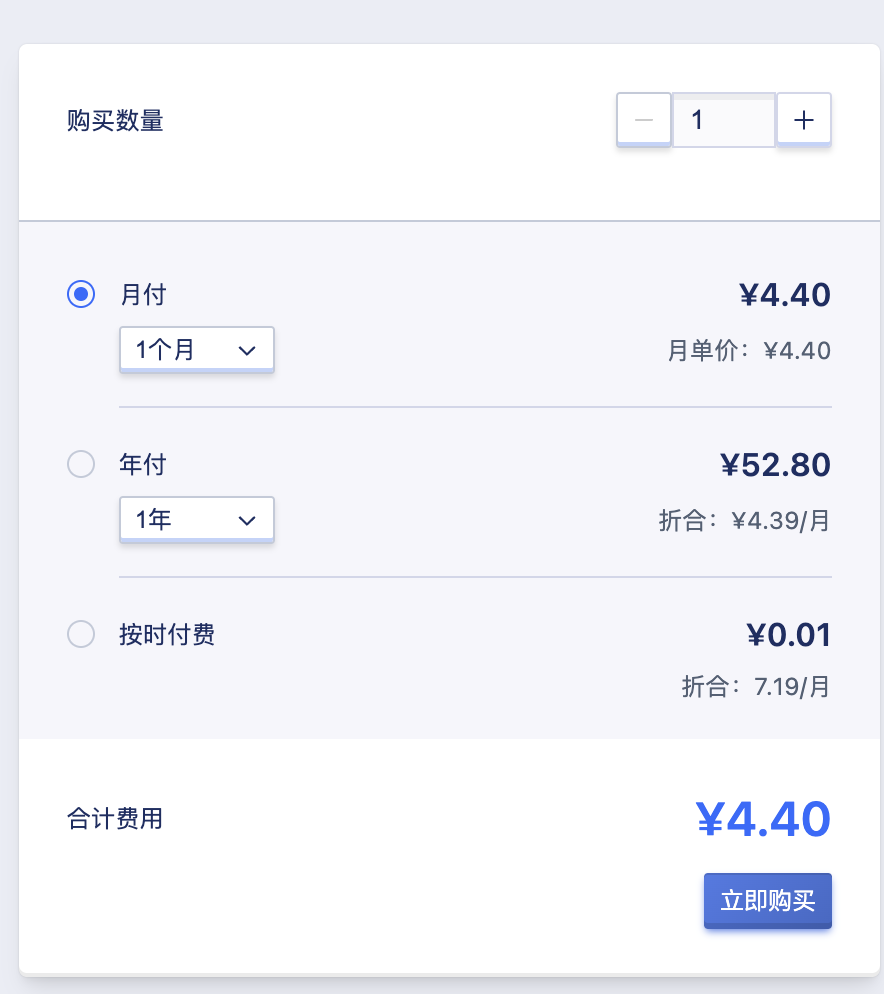 购买数量
1
月付 ¥4.40
1个月 月单价：¥4.40
年付 ¥52.80
1年 折合：¥4.39/月
按时付费 ¥0.01
折合：7.19/月
合计费用 ¥4.40
立即购买